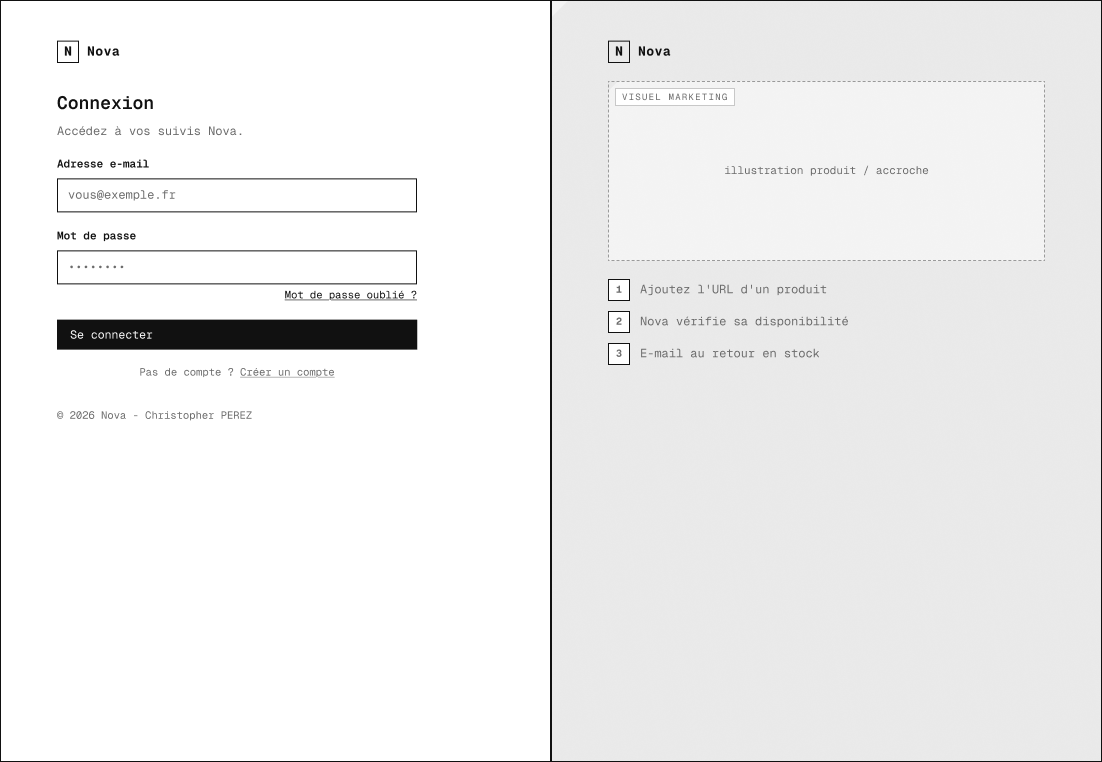 N Nova
Connexion
Accédez à vos suivis Nova.
Adresse e-mail
vous@exemple.fr
Mot de passe
••••••••
Mot de passe oublié ?
Se connecter
Pas de compte ? Créer un compte
© 2026 Nova - Christopher PEREZ
N Nova
VISUEL MARKETING
illustration produit / accroche
1 Ajoutez l'URL d'un produit
2 Nova vérifie sa disponibilité
3 E-mail au retour en stock